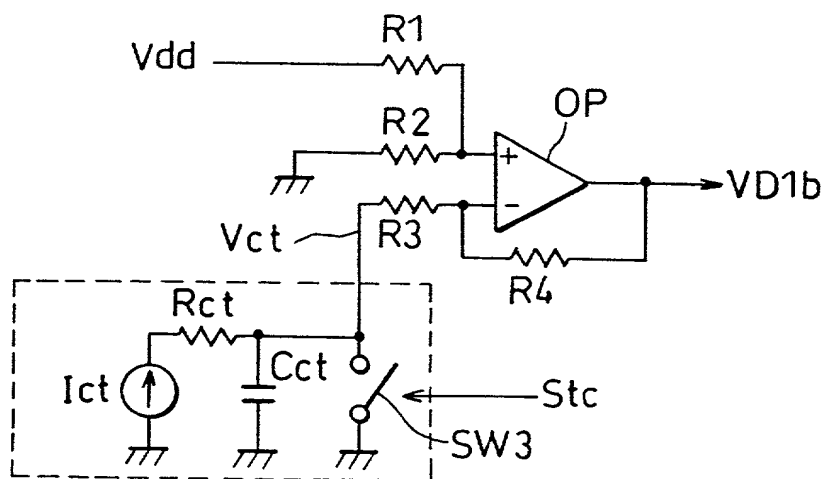 R1
Vdd
OP
R2
+
VD1b
−
Vct
R3
R4
Rct
Ict
Cct
Stc
SW3